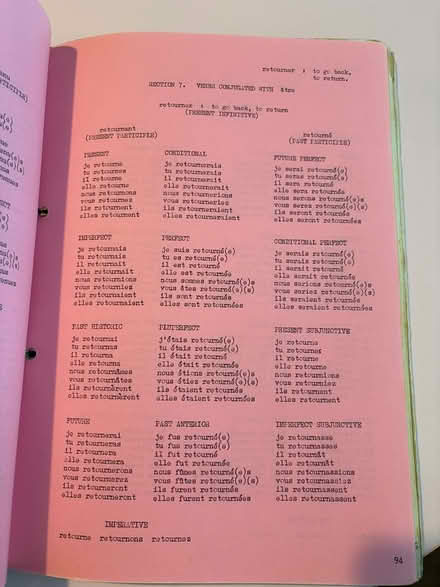 retourner : to go back,
to return.
SECTION 7. VERBS CONJUGATED WITH être
retourner : to go back, to return
(PRESENT DEFINITIVE)
retournant
(PRESENT PARTICIPLE)
retourné
(PAST PARTICIPLE)
PRESENT
je retourne
tu retournes
il retourne
elle retourne
nous retournons
vous retournez
ils retournent
elles retournent
CONDITIONAL
je retournerais
tu retournerais
il retournerait
elle retournerait
nous retournerions
vous retourneriez
ils retourneraient
elles retourneraient
FUTURE PERFECT
je serai retourné(e)
tu seras retourné(e)
il sera retourné
elle sera retournée
nous serons retourné(e)s
vous serez retourné(e)(s)
ils seront retournés
elles seront retournées
IMPERFECT
je retournais
tu retournais
il retournait
elle retournait
nous retournions
vous retourniez
ils retournaient
elles retournaient
PERFECT
je suis retourné(e)
tu es retourné(e)
il est retourné
elle est retournée
nous sommes retourné(e)s
vous êtes retourné(e)(s)
ils sont retournés
elles sont retournées
CONDITIONAL PERFECT
je serais retourné(e)
tu serais retourné(e)
il serait retourné
elle serait retournée
nous serions retourné(e)s
vous seriez retourné(e)(s)
ils seraient retournés
elles seraient retournées
PAST HISTORIC
je retournai
tu retournas
il retourna
elle retourna
nous retournâmes
vous retournâtes
ils retournèrent
elles retournèrent
PLUPERFECT
j'étais retourné(e)
tu étais retourné(e)
il était retourné
elle était retournée
nous étions retourné(e)s
vous étiez retourné(e)(s)
ils étaient retournés
elles étaient retournées
PRESENT SUBJUNCTIVE
je retourne
tu retournes
il retourne
elle retourne
nous retournions
vous retourniez
ils retournent
elles retournent
FUTURE
je retournerai
tu retourneras
il retournera
elle retournera
nous retournerons
vous retournerez
ils retourneront
elles retourneront
PAST ANTERIOR
je fus retourné(e)
tu fus retourné(e)
il fut retourné
elle fut retournée
nous fûmes retourné(e)s
vous fûtes retourné(e)(s)
ils furent retournés
elles furent retournées
IMPERFECT SUBJUNCTIVE
je retournasse
tu retournasses
il retournât
elle retournât
nous retournassions
vous retournassiez
ils retournassent
elles retournassent
IMPERATIVE
retourne retournons retournez
94